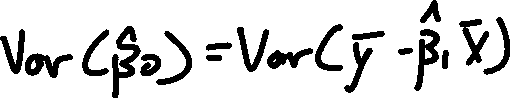 Var(β̂₀) = Var(ȳ - β̂₁ x̄)